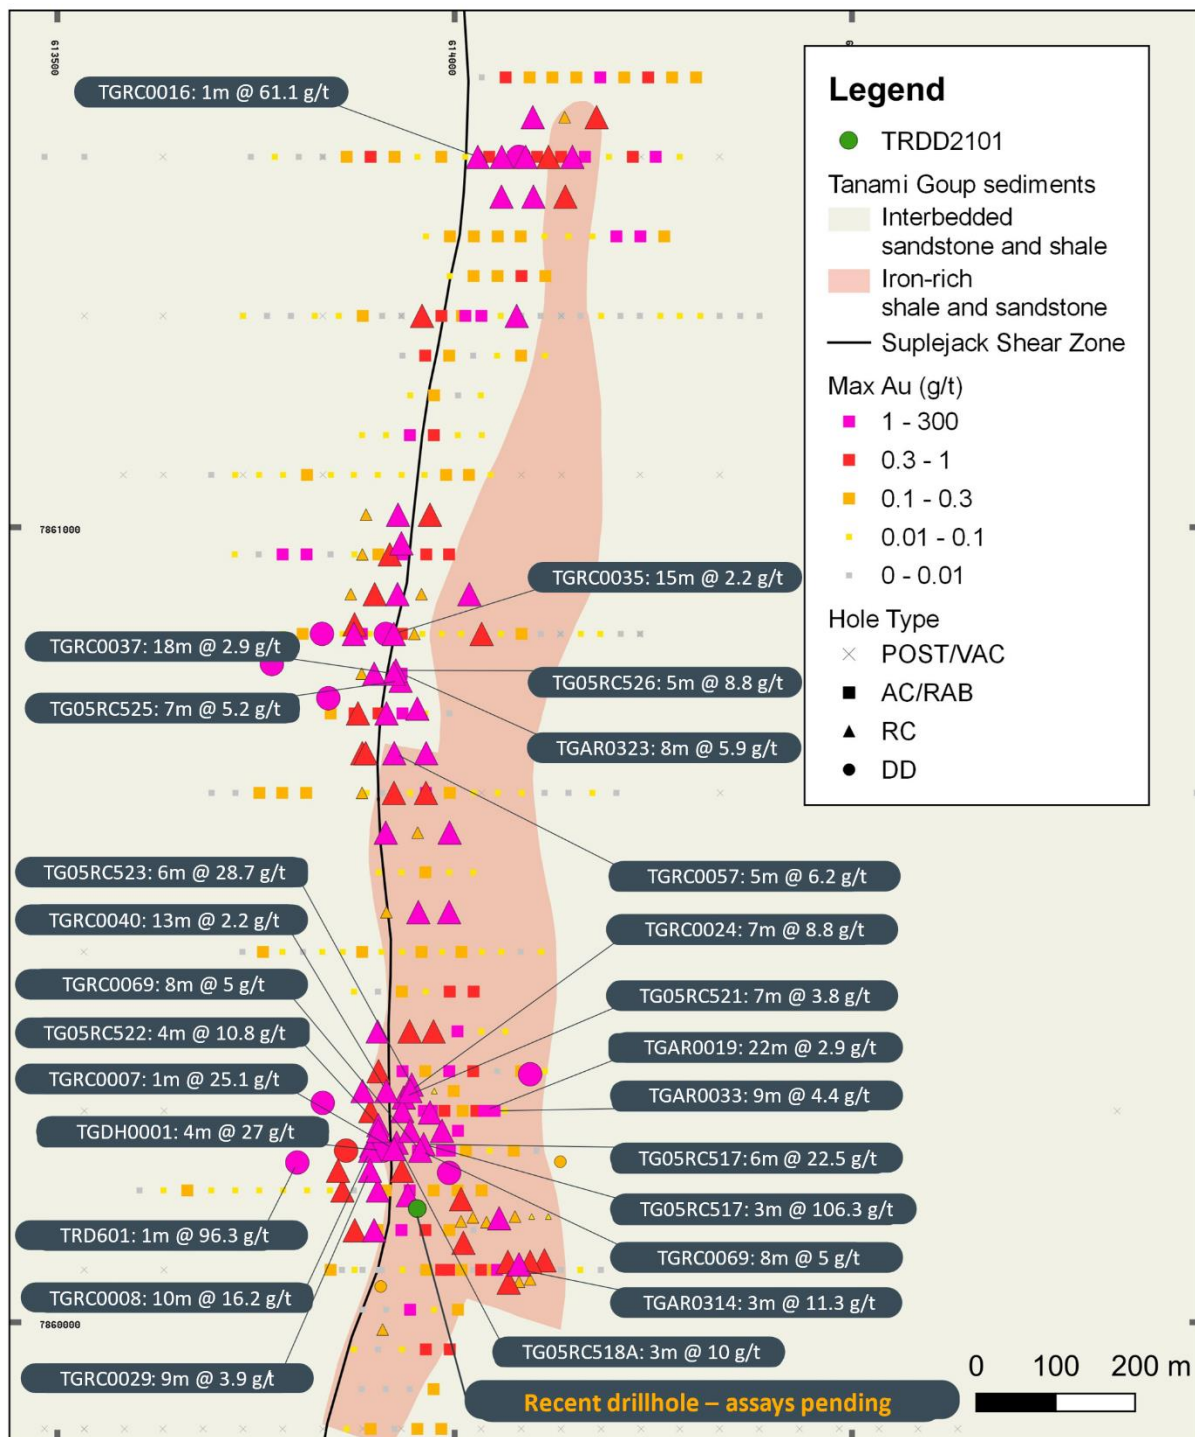 613500
614000
6
TGRC0016: 1m @ 61.1 g/t
Legend
TRDD2101
Tanami Goup sediments
Interbedded
sandstone and shale
Iron-rich
shale and sandstone
Suplejack Shear Zone
Max Au (g/t)
1 - 300
0.3 - 1
0.1 - 0.3
0.01 - 0.1
0 - 0.01
Hole Type
POST/VAC
AC/RAB
RC
DD
7861000
TGRC0035: 15m @ 2.2 g/t
TGRC0037: 18m @ 2.9 g/t
TG05RC526: 5m @ 8.8 g/t
TG05RC525: 7m @ 5.2 g/t
TGAR0323: 8m @ 5.9 g/t
TG05RC523: 6m @ 28.7 g/t
TGRC0057: 5m @ 6.2 g/t
TGRC0040: 13m @ 2.2 g/t
TGRC0024: 7m @ 8.8 g/t
TGRC0069: 8m @ 5 g/t
TG05RC521: 7m @ 3.8 g/t
TG05RC522: 4m @ 10.8 g/t
TGAR0019: 22m @ 2.9 g/t
TGRC0007: 1m @ 25.1 g/t
TGAR0033: 9m @ 4.4 g/t
TGDH0001: 4m @ 27 g/t
TG05RC517: 6m @ 22.5 g/t
TG05RC517: 3m @ 106.3 g/t
TRD601: 1m @ 96.3 g/t
TGRC0069: 8m @ 5 g/t
TGRC0008: 10m @ 16.2 g/t
TGAR0314: 3m @ 11.3 g/t
7860000
TG05RC518A: 3m @ 10 g/t
TGRC0029: 9m @ 3.9 g/t
Recent drillhole – assays pending
0 100 200 m